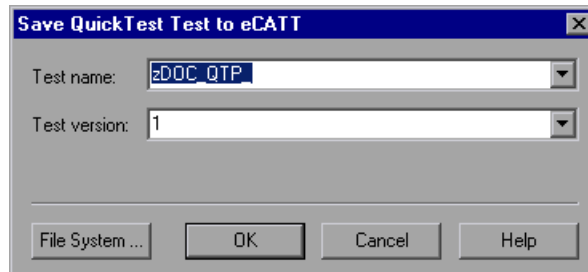 Save QuickTest Test to eCATT
Test name: zDOC_QTP_
Test version: 1
File System ... OK Cancel Help